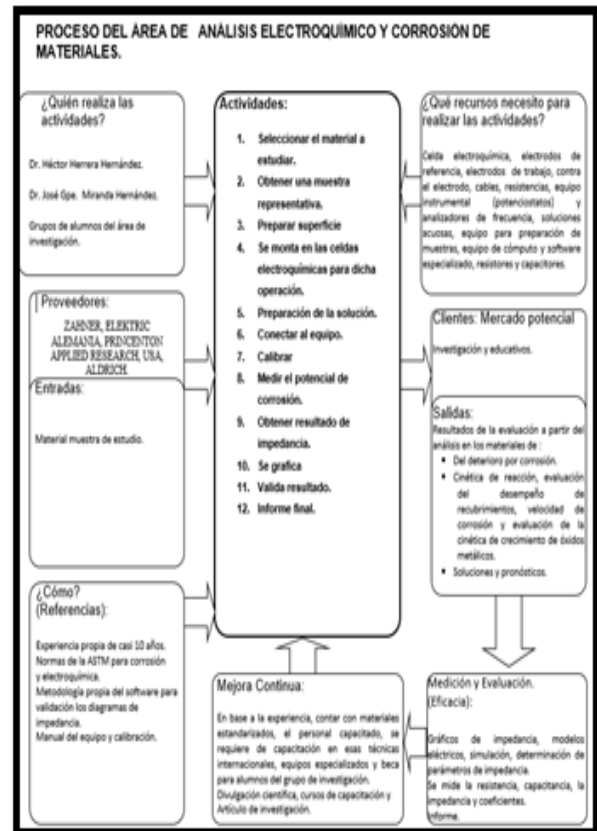 PROCESO DEL ÁREA DE ANÁLISIS ELECTROQUÍMICO Y CORROSIÓN DE
MATERIALES.
¿Quién realiza las
actividades?
Dr. Héctor Herrera Hernández.
Dr. José Gpe. Miranda Hernández.
Grupos de alumnos del área de
investigación.
Proveedores:
ZAHNER, ELEKTRIC
ALEMANIA, PRINCENTON
APPLIED RESEARCH, USA,
ALDRICH.
Entradas:
Material muestra de estudio.
¿Cómo?
(Referencias):
Experiencia propia de casi 10 años.
Normas de la ASTM para corrosión
y electroquímica.
Metodología propia del software para
validación los diagramas de
impedancia.
Manual del equipo y calibración.
Actividades:
1. Seleccionar el material a
estudiar.
2. Obtener una muestra
representativa.
3. Preparar superficie
4. Se monta en las celdas
electroquímicas para dicha
operación.
5. Preparación de la solución.
6. Conectar al equipo.
7. Calibrar
8. Medir el potencial de
corrosión.
9. Obtener resultado de
impedancia.
10. Se grafica
11. Valida resultado.
12. Informe final.
¿Qué recursos necesito para
realizar las actividades?
Celda electroquímica, electrodos de
referencia, electrodos de trabajo, contra
el electrodo, cables, resistencias, equipo
instrumental (potenciostatos) y
analizadores de frecuencia, soluciones
acuosas, equipo para preparación de
muestras, equipo de cómputo y software
especializado, resistores y capacitores.
Clientes: Mercado potencial
Investigación y educativos.
Salidas:
Resultados de la evaluación a partir del
análisis en los materiales de :
▪ Del deterioro por corrosión.
▪ Cinética de reacción, evaluación
del desempeño de
recubrimientos, velocidad de
corrosión y evaluación de la
cinética de crecimiento de óxidos
metálicos.
▪ Soluciones y pronósticos.
Medición y Evaluación.
(Eficacia):
Gráficos de impedancia, modelos
eléctricos, simulación, determinación de
parámetros de impedancia.
Se mide la resistencia, capacitancia, la
impedancia y coeficientes.
Informe.
Mejora Continua:
En base a la experiencia, contar con materiales
estandarizados, el personal capacitado, se
requiere de capacitación en esas técnicas
internacionales, equipos especializados y beca
para alumnos del grupo de investigación.
Divulgación científica, cursos de capacitación y
Artículo de investigación.